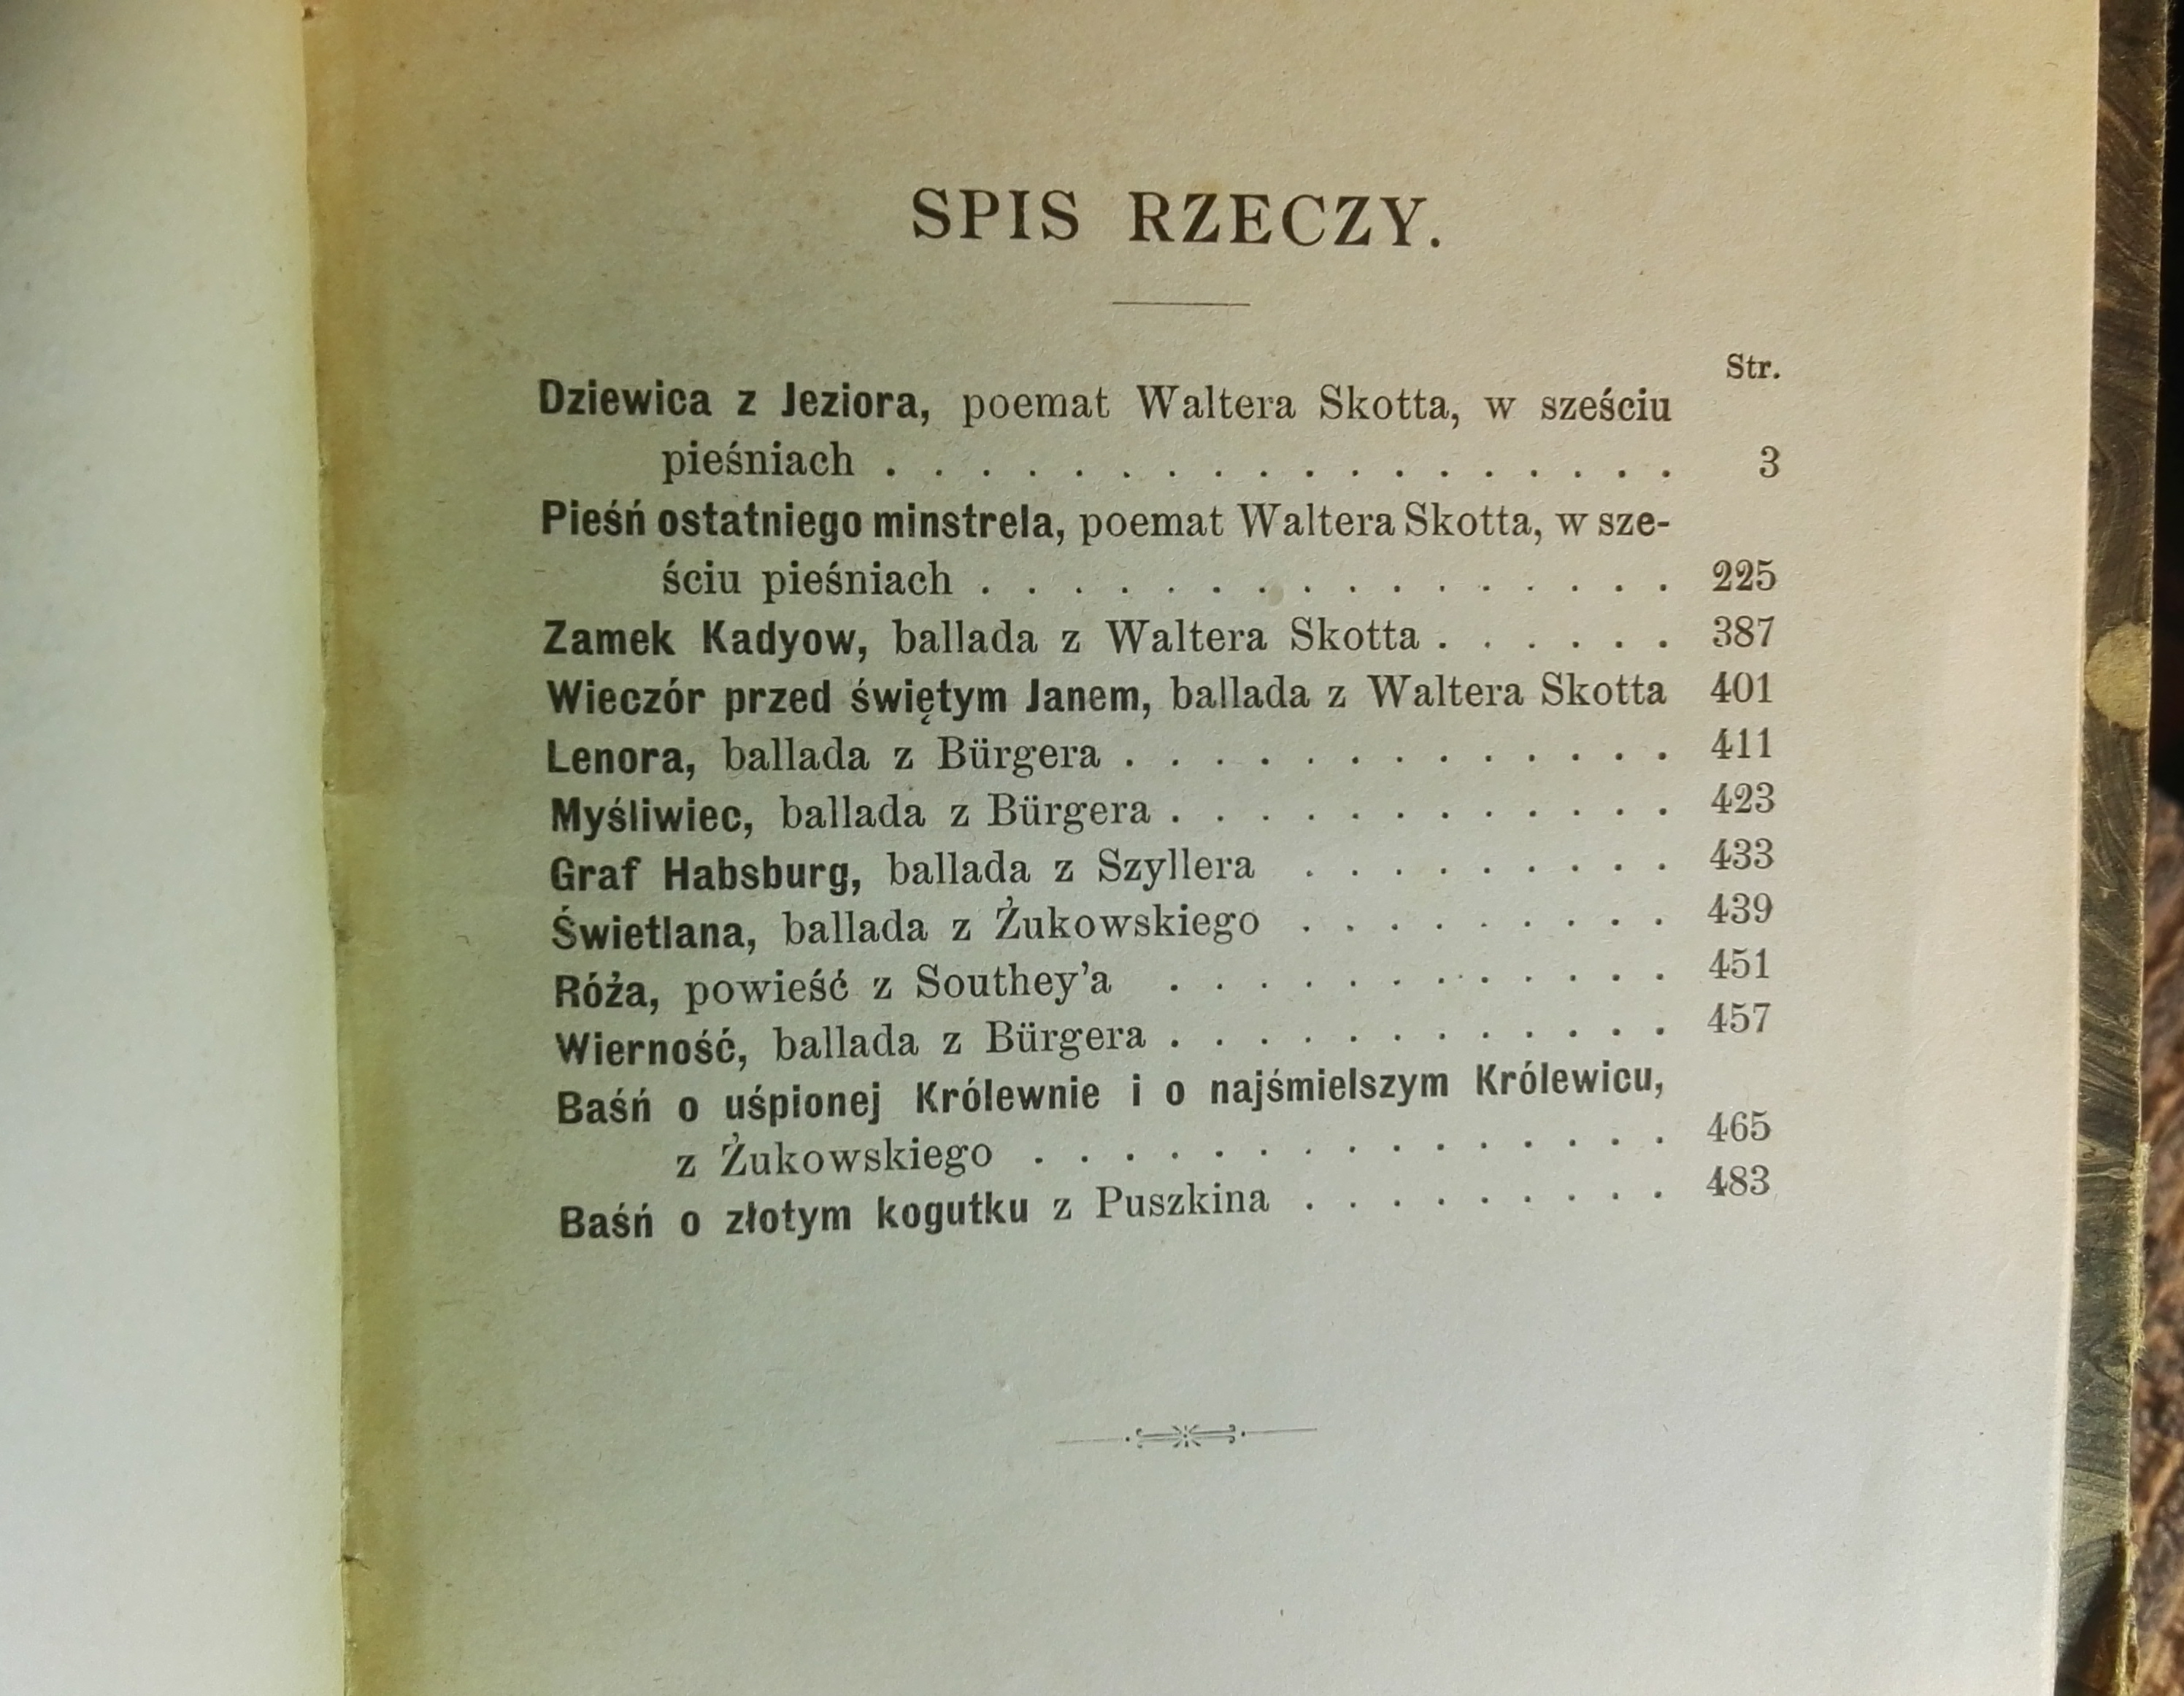 SPIS RZECZY.
Str.
Dziewica z Jeziora, poemat Waltera Skotta, w sześciu
pieśniach . . . . . . . . . . . . . . . . . . 3
Pieśń ostatniego minstrela, poemat Waltera Skotta, w sze-
ściu pieśniach . . . . . . . . . . . . . . . . 225
Zamek Kadyow, ballada z Waltera Skotta . . . . . . 387
Wieczór przed świętym Janem, ballada z Waltera Skotta 401
Lenora, ballada z Bürgera . . . . . . . . . . . . . 411
Myśliwiec, ballada z Bürgera . . . . . . . . . . . . 423
Graf Habsburg, ballada z Szyllera . . . . . . . . . 433
Świetlana, ballada z Żukowskiego . . . . . . . . . 439
Róża, powieść z Southey'a . . . . . . . . . . . . 451
Wierność, ballada z Bürgera . . . . . . . . . . . . 457
Baśń o uśpionej Królewnie i o najśmielszym Królewicu,
z Żukowskiego . . . . . . . . . . . . . . . 465
Baśń o złotym kogutku z Puszkina . . . . . . . . . 483